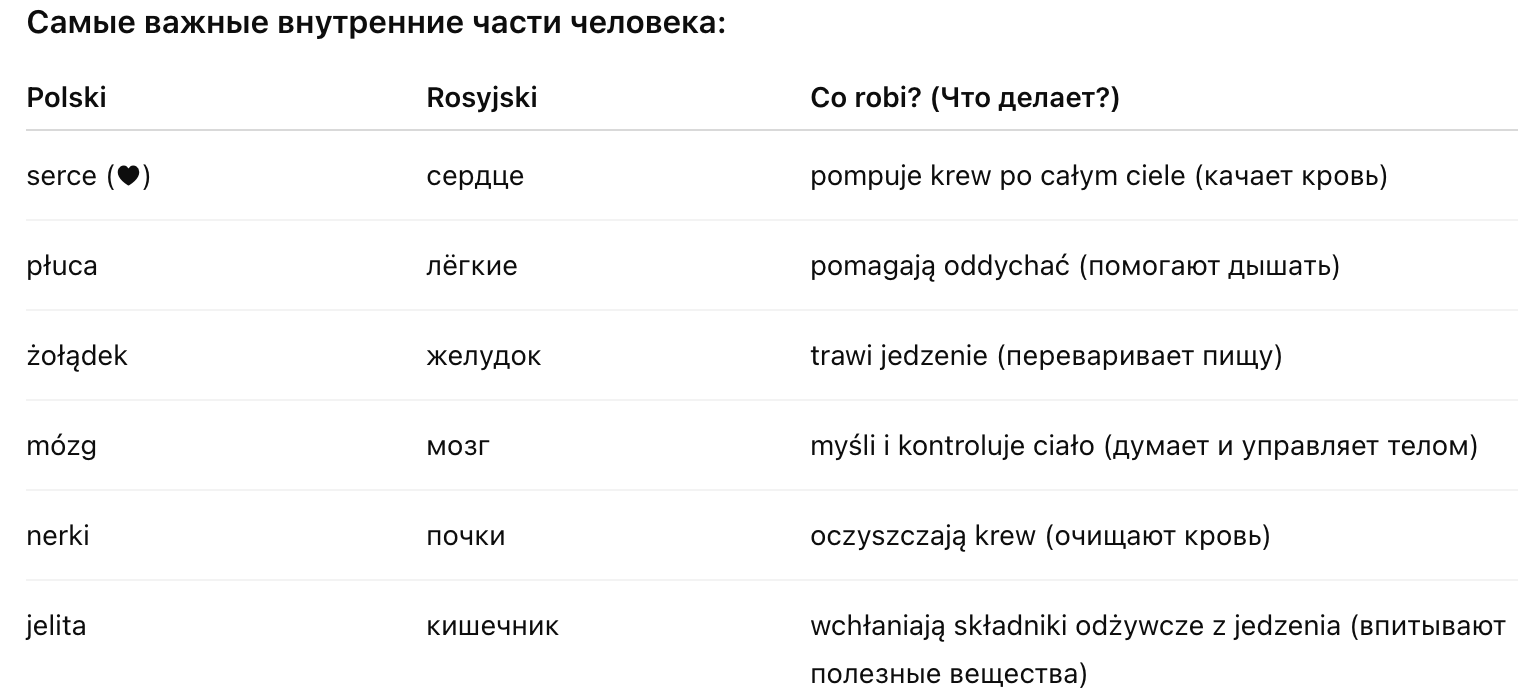 Самые важные внутренние части человека:
Polski Rosyjski Co robi? (Что делает?)
serce (♥) сердце pompuje krew po całym ciele (качает кровь)
płuca лёгкие pomagają oddychać (помогают дышать)
żołądek желудок trawi jedzenie (переваривает пищу)
mózg мозг myśli i kontroluje ciało (думает и управляет телом)
nerki почки oczyszczają krew (очищают кровь)
jelita кишечник wchłaniają składniki odżywcze z jedzenia (впитывают
полезные вещества)